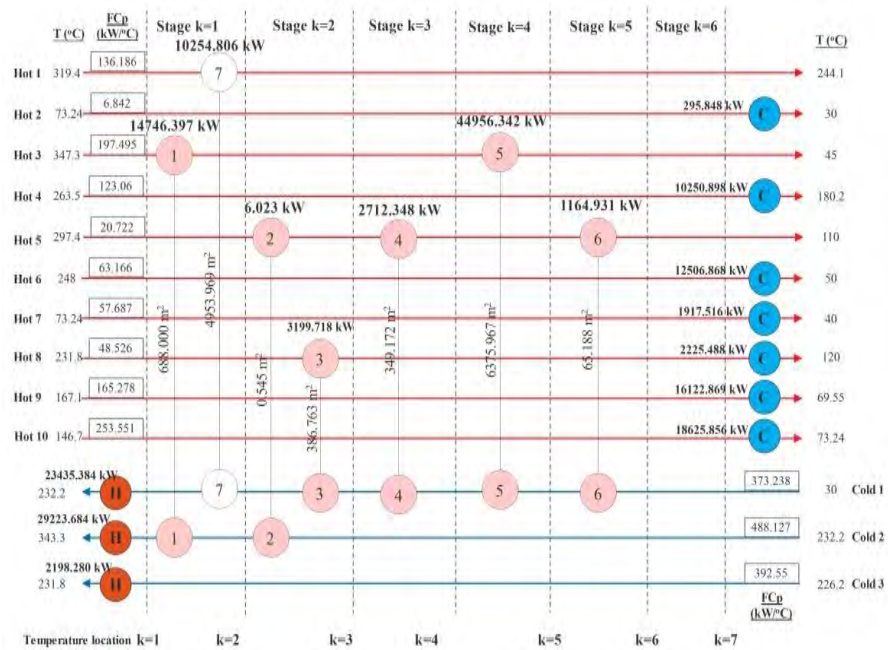 FCp
(kW/°C)
T (°C)
Stage k=1
Stage k=2
Stage k=3
Stage k=4
Stage k=5
Stage k=6
T (°C)
10254.806 kW
Hot 1
319.4
136.186
7
244.1
Hot 2
73.24
6.842
295.848 kW
C
30
14746.397 kW
44956.342 kW
Hot 3
347.3
197.495
1
5
45
Hot 4
263.5
123.06
10250.898 kW
C
180.2
6.023 kW
2712.348 kW
1164.931 kW
Hot 5
297.4
20.722
2
4
6
110
Hot 6
248
63.166
12506.868 kW
C
50
Hot 7
73.24
57.687
1917.516 kW
C
40
3199.718 kW
Hot 8
231.8
48.526
3
2225.488 kW
C
120
Hot 9
167.1
165.278
16122.869 kW
C
69.55
Hot 10
146.7
253.551
18625.856 kW
C
73.24
688.000 m²
4953.969 m²
0.545 m²
386.763 m²
349.172 m²
6375.967 m²
65.188 m²
23435.384 kW
232.2
H
7
3
4
5
6
373.238
30
Cold 1
29223.684 kW
343.3
H
1
2
488.127
232.2
Cold 2
2198.280 kW
231.8
H
392.55
226.2
Cold 3
FCp
(kW/°C)
Temperature location
k=1
k=2
k=3
k=4
k=5
k=6
k=7